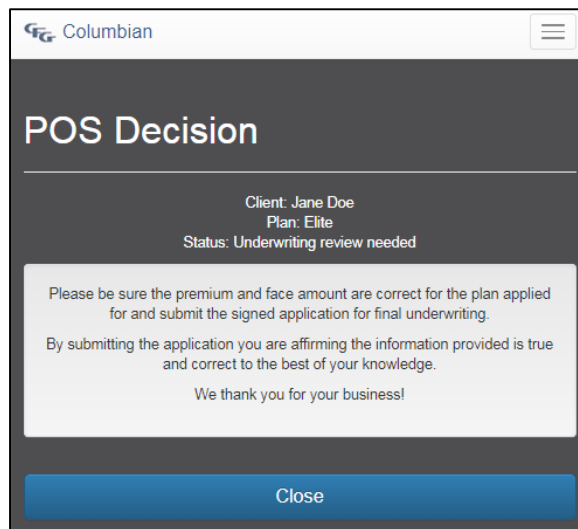 CFG Columbian
POS Decision
Client: Jane Doe
Plan: Elite
Status: Underwriting review needed
Please be sure the premium and face amount are correct for the plan applied
for and submit the signed application for final underwriting.
By submitting the application you are affirming the information provided is true
and correct to the best of your knowledge.
We thank you for your business!
Close